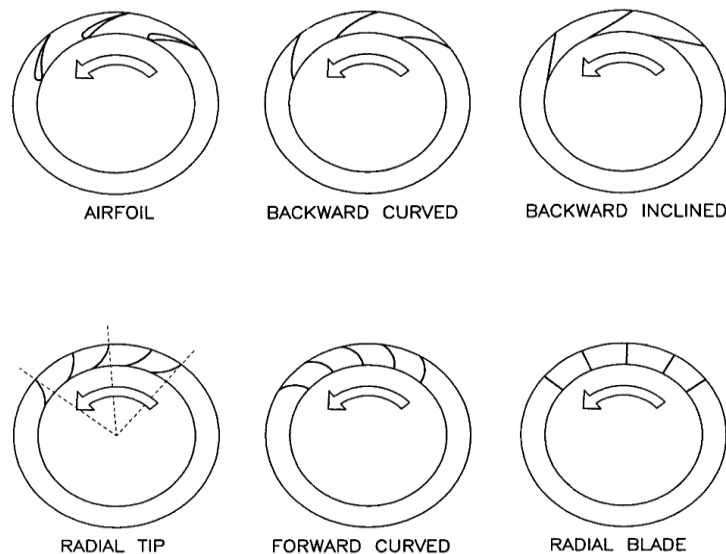 AIRFOIL
BACKWARD CURVED
BACKWARD INCLINED
RADIAL TIP
FORWARD CURVED
RADIAL BLADE